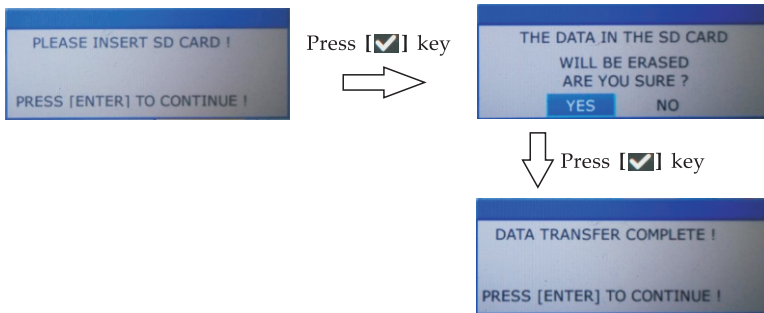 PLEASE INSERT SD CARD !
PRESS [ENTER] TO CONTINUE !
Press [✔] key
THE DATA IN THE SD CARD
WILL BE ERASED
ARE YOU SURE ?
YES NO
Press [✔] key
DATA TRANSFER COMPLETE !
PRESS [ENTER] TO CONTINUE !